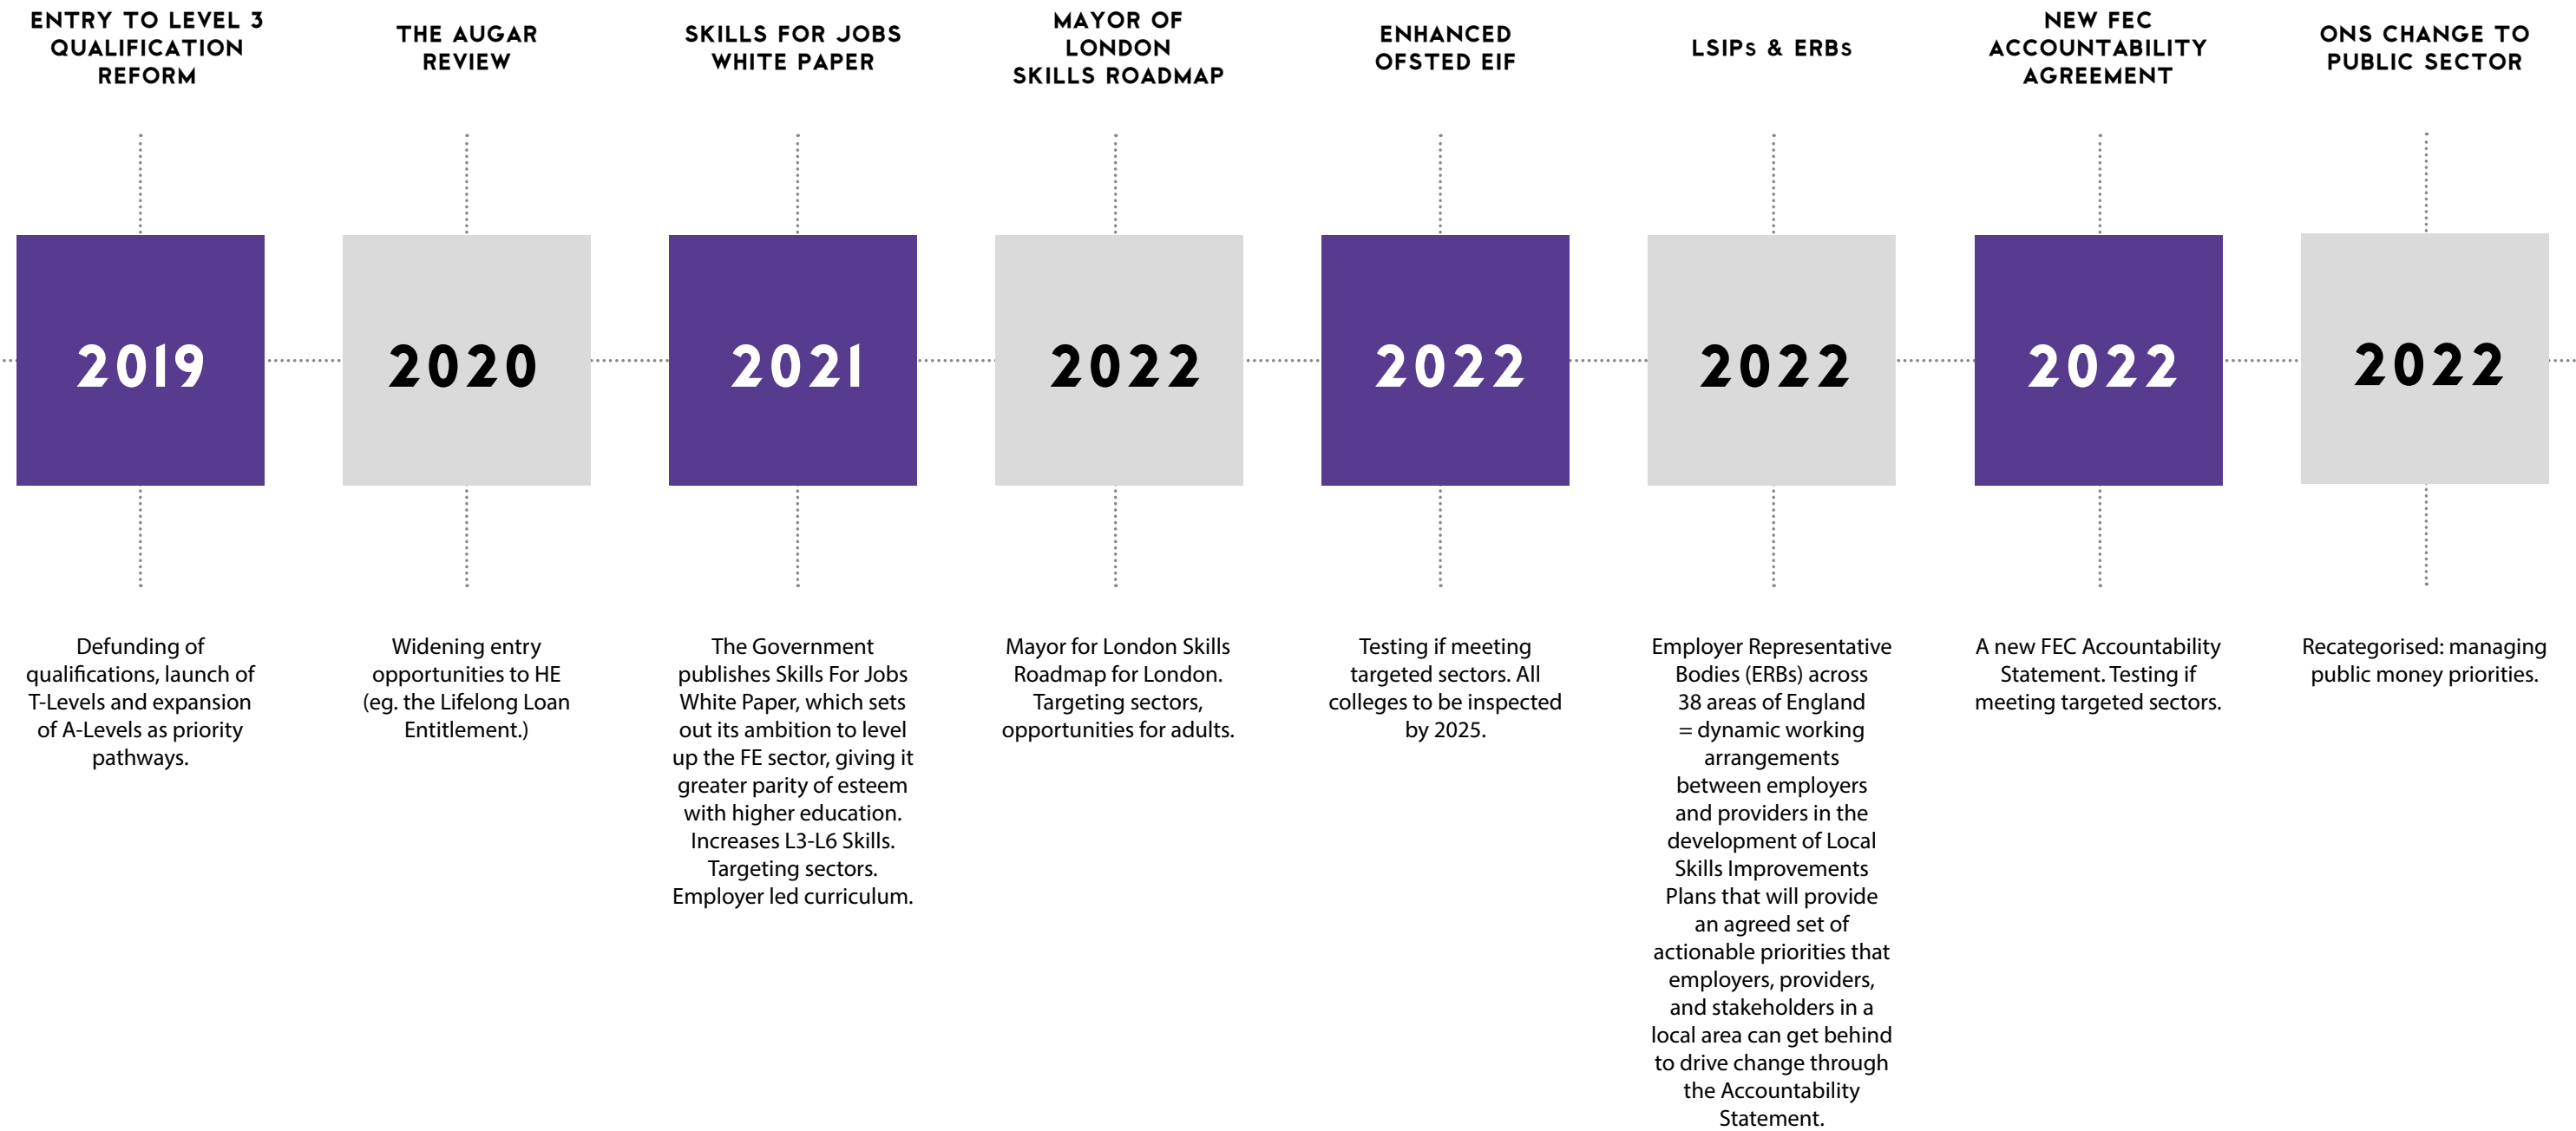 ENTRY TO LEVEL 3
QUALIFICATION
REFORM
THE AUGAR
REVIEW
SKILLS FOR JOBS
WHITE PAPER
MAYOR OF
LONDON
SKILLS ROADMAP
ENHANCED
OFSTED EIF
LSIPs & ERBs
NEW FEC
ACCOUNTABILITY
AGREEMENT
ONS CHANGE TO
PUBLIC SECTOR
2019
2020
2021
2022
2022
2022
2022
2022
Defunding of
qualifications, launch of
T-Levels and expansion
of A-Levels as priority
pathways.
Widening entry
opportunities to HE
(eg. the Lifelong Loan
Entitlement.)
The Government
publishes Skills For Jobs
White Paper, which sets
out its ambition to level
up the FE sector, giving it
greater parity of esteem
with higher education.
Increases L3-L6 Skills.
Targeting sectors.
Employer led curriculum.
Mayor for London Skills
Roadmap for London.
Targeting sectors,
opportunities for adults.
Testing if meeting
targeted sectors. All
colleges to be inspected
by 2025.
Employer Representative
Bodies (ERBs) across
38 areas of England
= dynamic working
arrangements
between employers
and providers in the
development of Local
Skills Improvements
Plans that will provide
an agreed set of
actionable priorities that
employers, providers,
and stakeholders in a
local area can get behind
to drive change through
the Accountability
Statement.
A new FEC Accountability
Statement. Testing if
meeting targeted sectors.
Recategorised: managing
public money priorities.